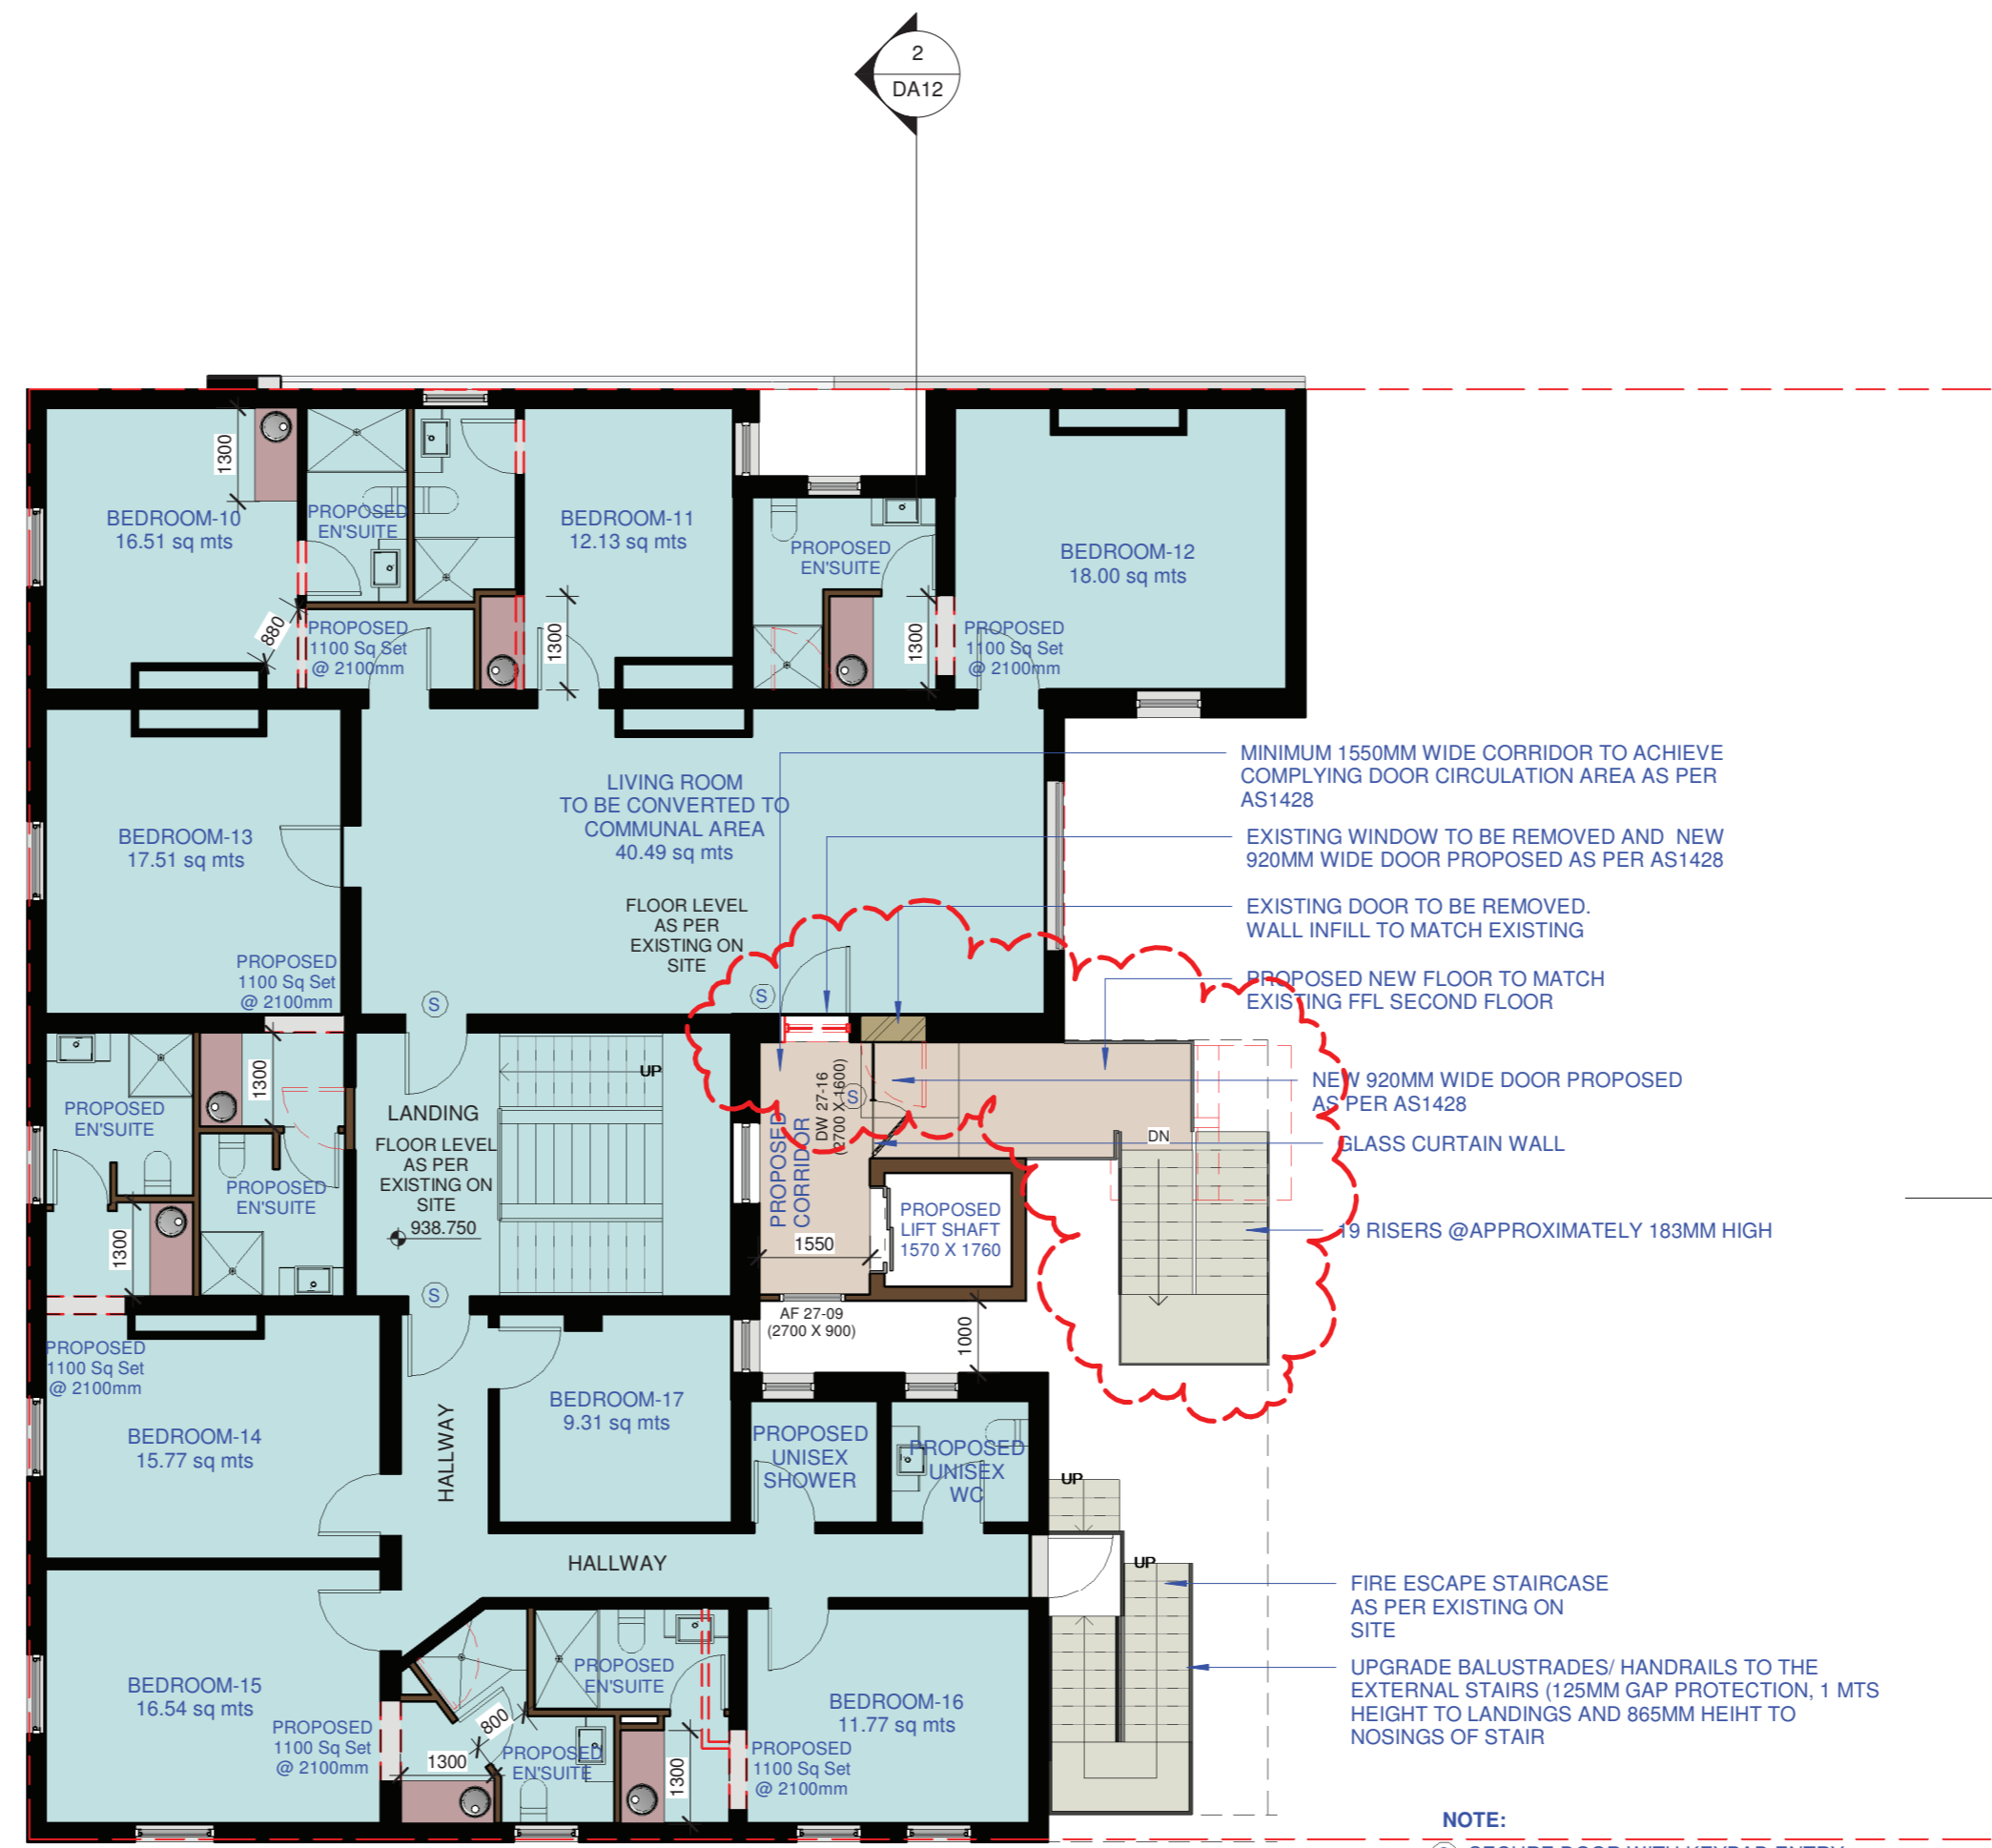 2
DA12
1300
BEDROOM-10
16.51 sq mts
PROPOSED
EN'SUITE
880
PROPOSED
1100 Sq Set
@ 2100mm
BEDROOM-11
12.13 sq mts
1300
PROPOSED
EN'SUITE
1300
BEDROOM-12
18.00 sq mts
PROPOSED
1100 Sq Set
@ 2100mm
BEDROOM-13
17.51 sq mts
PROPOSED
1100 Sq Set
@ 2100mm
LIVING ROOM
TO BE CONVERTED TO
COMMUNAL AREA
40.49 sq mts
FLOOR LEVEL
AS PER
EXISTING ON
SITE
S
S
MINIMUM 1550MM WIDE CORRIDOR TO ACHIEVE
COMPLYING DOOR CIRCULATION AREA AS PER
AS1428
EXISTING WINDOW TO BE REMOVED AND NEW
920MM WIDE DOOR PROPOSED AS PER AS1428
EXISTING DOOR TO BE REMOVED.
WALL INFILL TO MATCH EXISTING
PROPOSED NEW FLOOR TO MATCH
EXISTING FFL SECOND FLOOR
NEW 920MM WIDE DOOR PROPOSED
AS PER AS1428
GLASS CURTAIN WALL
19 RISERS @APPROXIMATELY 183MM HIGH
1300
PROPOSED
EN'SUITE
PROPOSED
EN'SUITE
1300
UP
LANDING
FLOOR LEVEL
AS PER
EXISTING ON
SITE
938.750
S
PROPOSED
CORRIDOR
DW 27-16
(2700 X 1600)
S
DN
1550
PROPOSED
LIFT SHAFT
1570 X 1760
AF 27-09
(2700 X 900)
1000
PROPOSED
1100 Sq Set
@ 2100mm
BEDROOM-14
15.77 sq mts
HALLWAY
BEDROOM-17
9.31 sq mts
PROPOSED
UNISEX
SHOWER
PROPOSED
UNISEX
WC
UP
UP
HALLWAY
BEDROOM-15
16.54 sq mts
PROPOSED
1100 Sq Set
@ 2100mm
PROPOSED
EN'SUITE
800
1300
PROPOSED
EN'SUITE
1300
BEDROOM-16
11.77 sq mts
PROPOSED
1100 Sq Set
@ 2100mm
FIRE ESCAPE STAIRCASE
AS PER EXISTING ON
SITE
UPGRADE BALUSTRADES/ HANDRAILS TO THE
EXTERNAL STAIRS (125MM GAP PROTECTION, 1 MTS
HEIGHT TO LANDINGS AND 865MM HEIHT TO
NOSINGS OF STAIR
NOTE:
SECURE DOOR WITH KEYPAD ENTRY